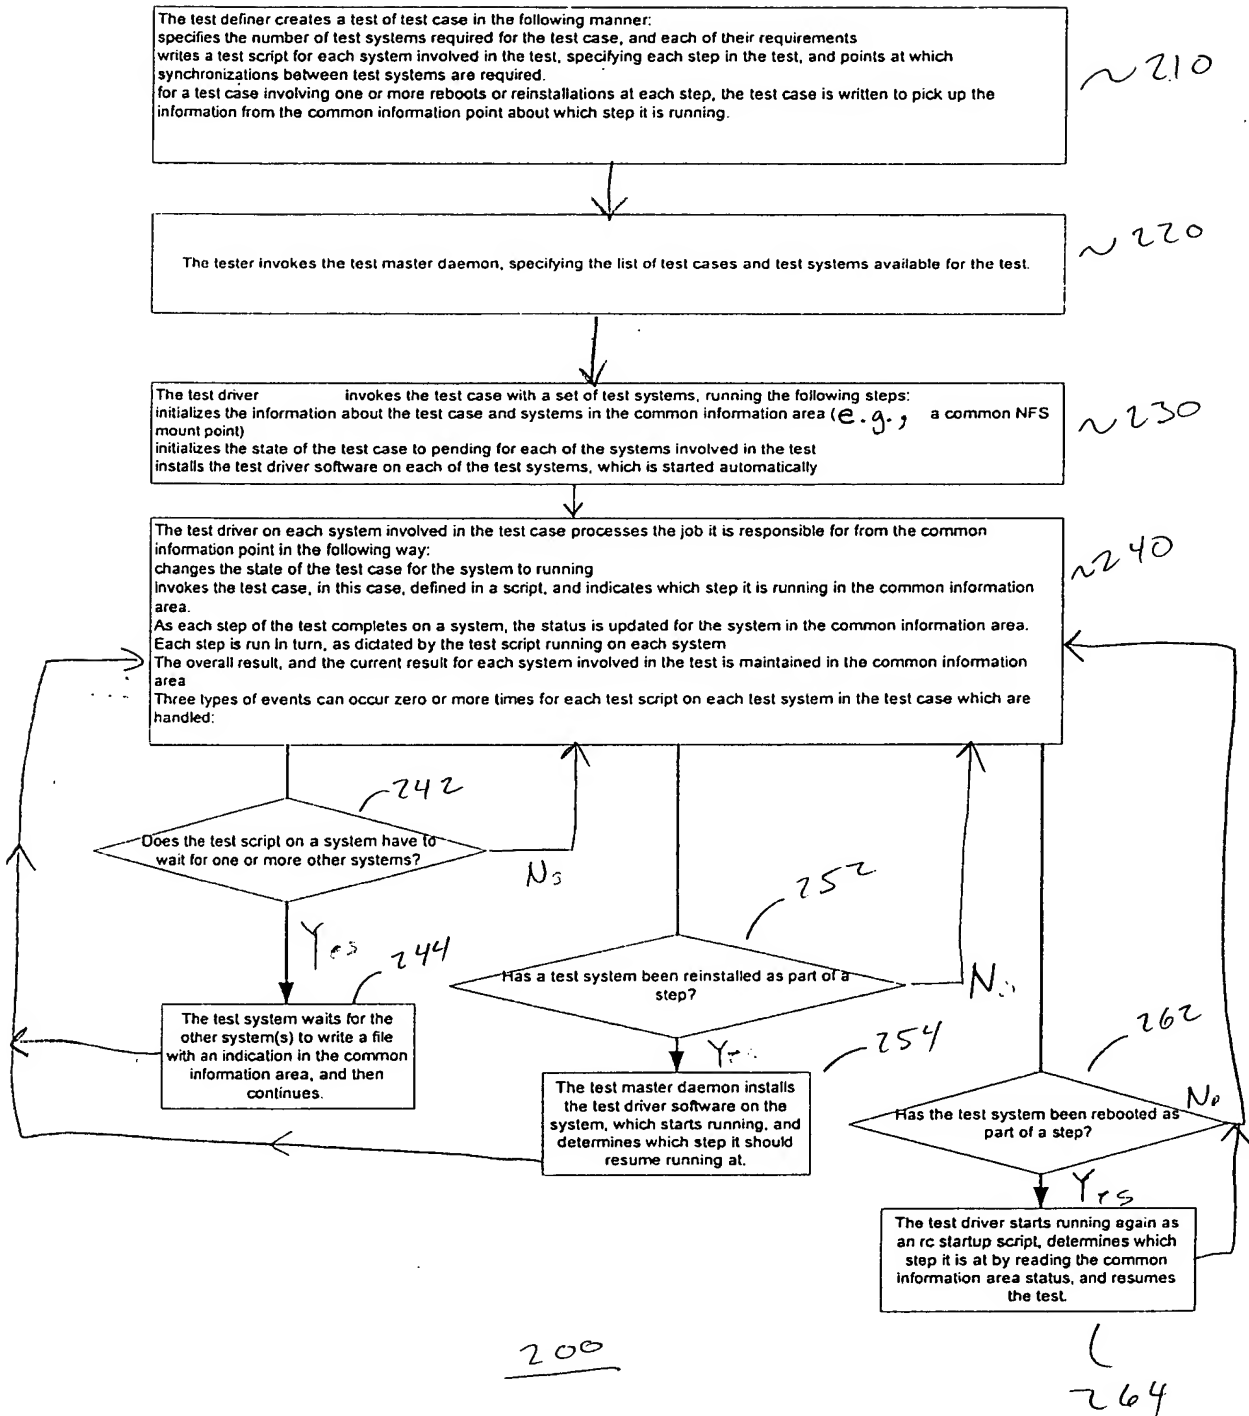 The test definer creates a test of test case in the following manner:
specifies the number of test systems required for the test case, and each of their requirements
writes a test script for each system involved in the test, specifying each step in the test, and points at which
synchronizations between test systems are required.
for a test case involving one or more reboots or reinstallations at each step, the test case is written to pick up the
information from the common information point about which step it is running.
~210
The tester invokes the test master daemon, specifying the list of test cases and test systems available for the test.
~220
The test driver invokes the test case with a set of test systems, running the following steps:
initializes the information about the test case and systems in the common information area (e.g., a common NFS
mount point)
initializes the state of the test case to pending for each of the systems involved in the test
installs the test driver software on each of the test systems, which is started automatically
~230
The test driver on each system involved in the test case processes the job it is responsible for from the common
information point in the following way:
changes the state of the test case for the system to running
Invokes the test case, in this case, defined in a script, and indicates which step it is running in the common information
area.
As each step of the test completes on a system, the status is updated for the system in the common information area.
Each step is run in turn, as dictated by the test script running on each system
The overall result, and the current result for each system involved in the test is maintained in the common information
area
Three types of events can occur zero or more times for each test script on each test system in the test case which are
handled:
~240
242
Does the test script on a system have to
wait for one or more other systems?
No
Yes
244
The test system waits for the
other system(s) to write a file
with an indication in the common
information area, and then
continues.
252
Has a test system been reinstalled as part of a
step?
No
Yes
254
The test master daemon installs
the test driver software on the
system, which starts running, and
determines which step it should
resume running at.
262
Has the test system been rebooted as
part of a step?
No
Yes
The test driver starts running again as
an rc startup script, determines which
step it is at by reading the common
information area status, and resumes
the test.
264
200